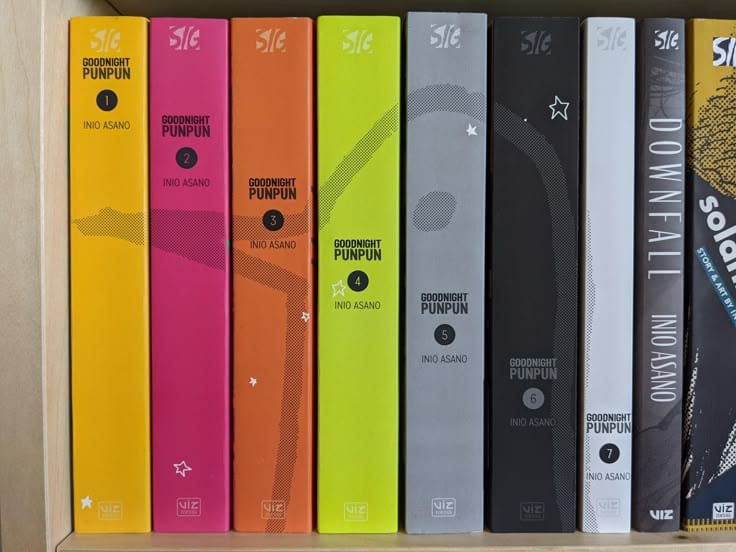 SIG
GOODNIGHT
PUNPUN
1
INIO ASANO
VIZ
SIG
GOODNIGHT
PUNPUN
2
INIO ASANO
VIZ
SIG
GOODNIGHT
PUNPUN
3
INIO ASANO
VIZ
SIG
GOODNIGHT
PUNPUN
4
INIO ASANO
VIZ
SIG
GOODNIGHT
PUNPUN
5
INIO ASANO
VIZ
SIG
GOODNIGHT
PUNPUN
6
INIO ASANO
VIZ
SIG
GOODNIGHT
PUNPUN
7
INIO ASANO
VIZ
SIG
DOWNFALL
INIO ASANO
VIZ
STORY & ART BY
VIZ